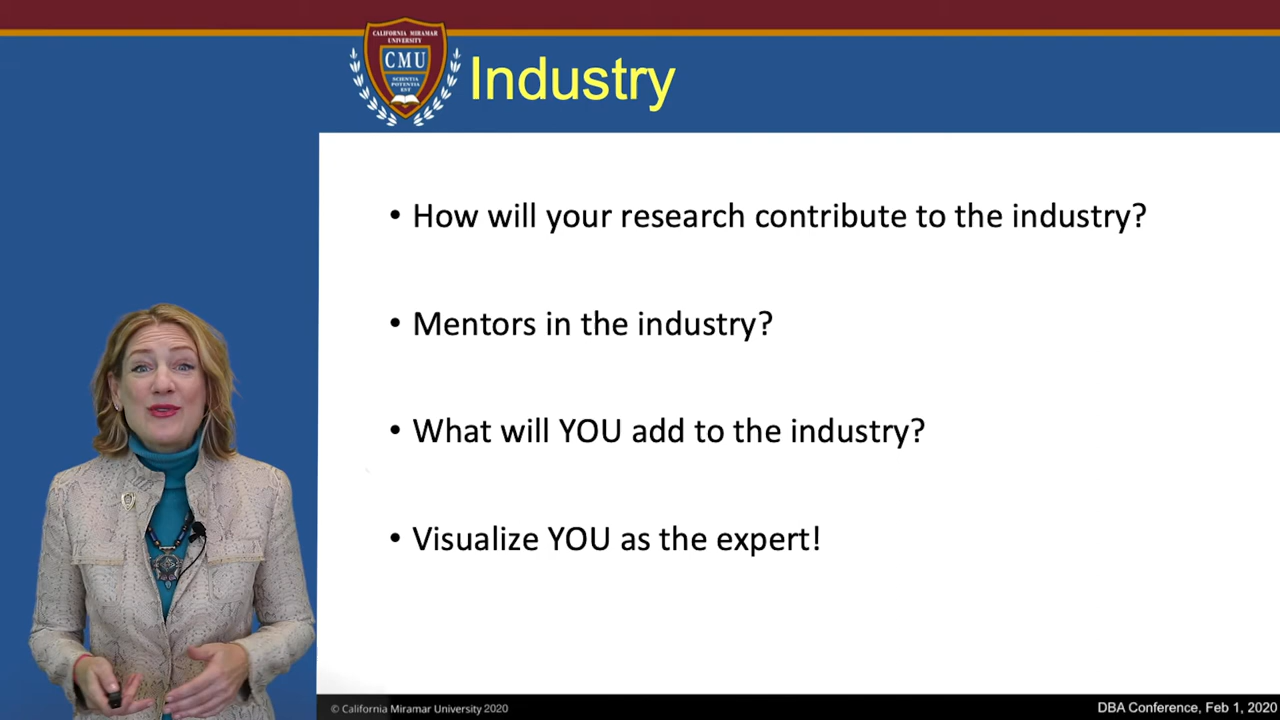 CALIFORNIA MIRAMAR
UNIVERSITY
CMU
SCIENTIA
POTENTIA
EST
Industry
• How will your research contribute to the industry?
• Mentors in the industry?
• What will YOU add to the industry?
• Visualize YOU as the expert!
© California Miramar University 2020
DBA Conference, Feb 1, 2020